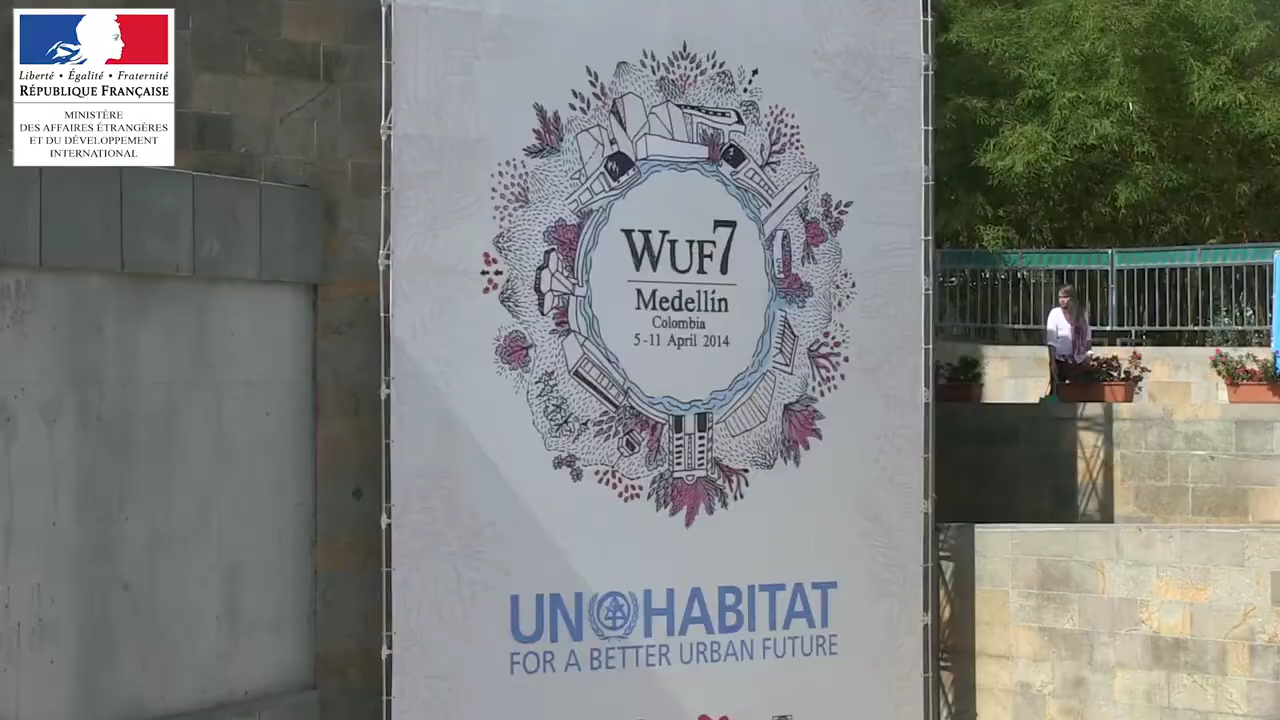 Liberté • Égalité • Fraternité
RÉPUBLIQUE FRANÇAISE
MINISTÈRE
DES AFFAIRES ÉTRANGÈRES
ET DU DÉVELOPPEMENT
INTERNATIONAL
WUF7
Medellín
Colombia
5-11 April 2014
UN HABITAT
FOR A BETTER URBAN FUTURE